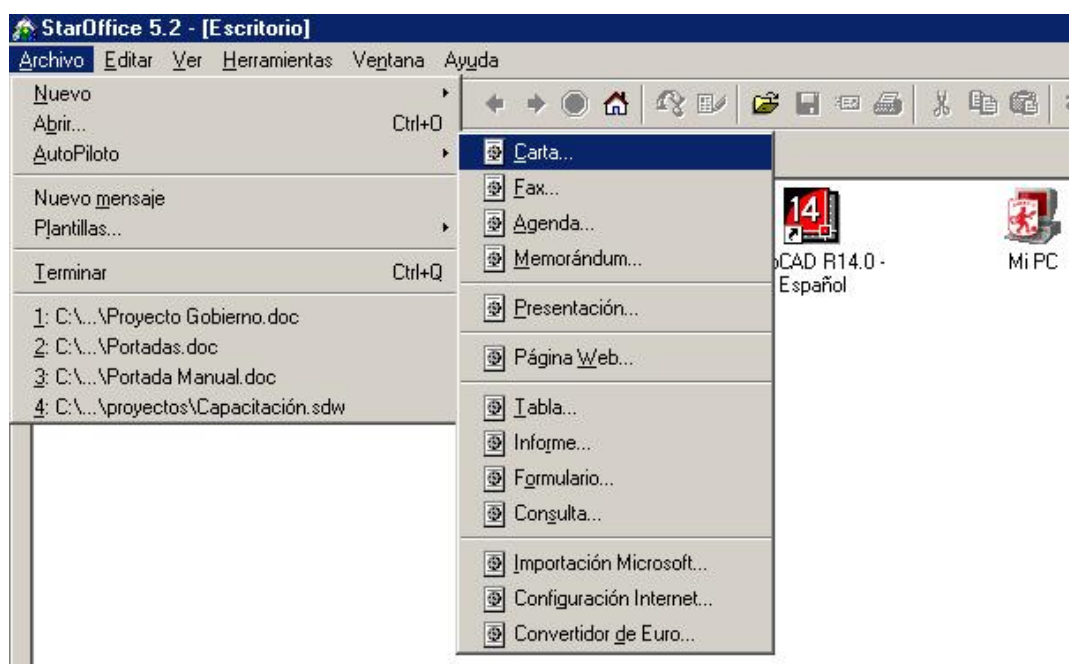 StarOffice 5.2 - [Escritorio]
Archivo Editar Ver Herramientas Ventana Ayuda
Nuevo
Abrir... Ctrl+O
AutoPiloto
Nuevo mensaje
Plantillas...
Terminar Ctrl+Q
1: C:\...\Proyecto Gobierno.doc
2: C:\...\Portadas.doc
3: C:\...\Portada Manual.doc
4: C:\...\proyectos\Capacitación.sdw
Carta...
Fax...
Agenda...
Memorándum...
Presentación...
Página Web...
Tabla...
Informe...
Formulario...
Consulta...
Importación Microsoft...
Configuración Internet...
Convertidor de Euro...
14
CAD R14.0 -
Español
Mi PC